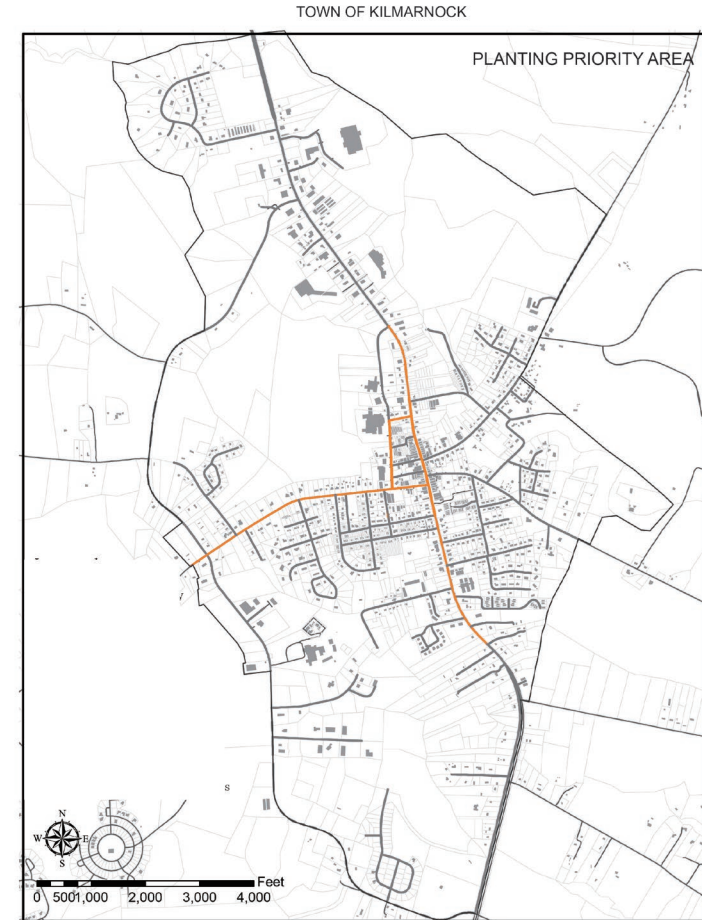 TOWN OF KILMARNOCK
PLANTING PRIORITY AREA
N
W E
S
S
Feet
0 500 1,000 2,000 3,000 4,000